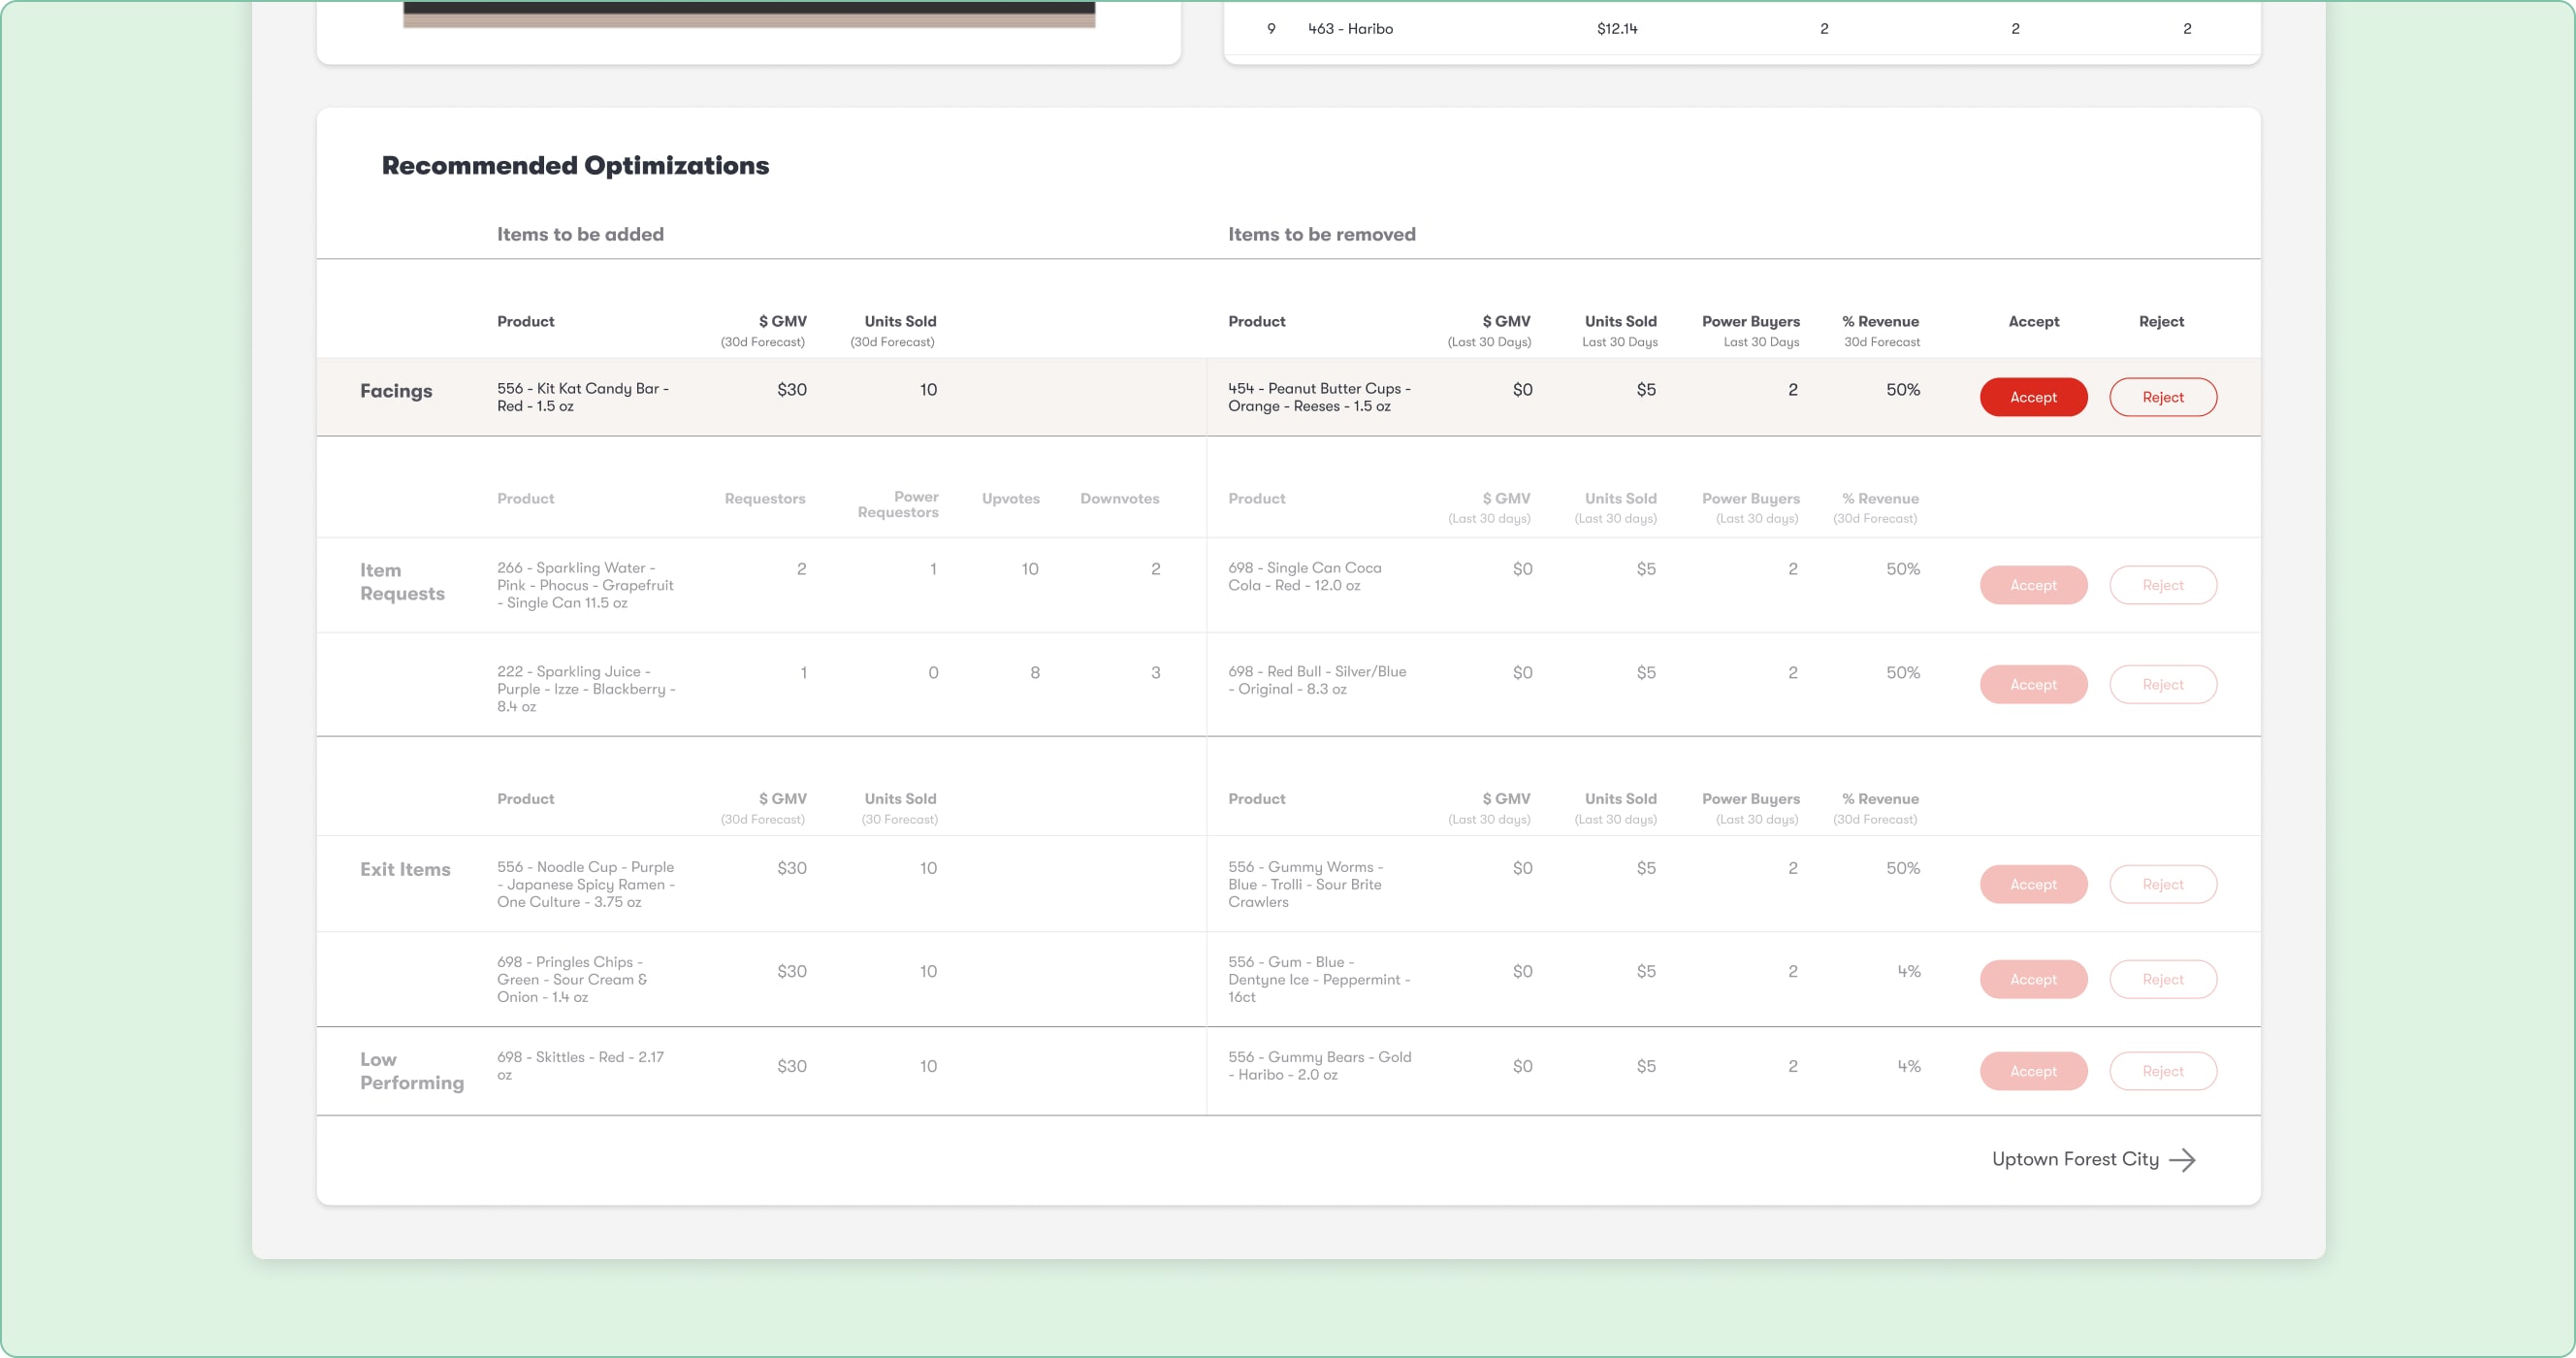 9 463 - Haribo $12.14 2 2 2
Recommended Optimizations
Items to be added Items to be removed
Product $ GMV Units Sold Product $ GMV Units Sold Power Buyers % Revenue Accept Reject
(30d Forecast) (30d Forecast) (Last 30 Days) Last 30 Days Last 30 Days 30d Forecast
Facings 556 - Kit Kat Candy Bar - $30 10 454 - Peanut Butter Cups - $0 $5 2 50% Accept Reject
Red - 1.5 oz Orange - Reeses - 1.5 oz
Product Requestors Power Upvotes Downvotes Product $ GMV Units Sold Power Buyers % Revenue
Requestors (Last 30 days) (Last 30 days) (Last 30 days) (30d Forecast)
Item 266 - Sparkling Water - 2 1 10 2 698 - Single Can Coca $0 $5 2 50% Accept Reject
Requests Pink - Phocus - Grapefruit Cola - Red - 12.0 oz
- Single Can 11.5 oz
222 - Sparkling Juice - 1 0 8 3 698 - Red Bull - Silver/Blue $0 $5 2 50% Accept Reject
Purple - Izze - Blackberry - - Original - 8.3 oz
8.4 oz
Product $ GMV Units Sold Product $ GMV Units Sold Power Buyers % Revenue
(30d Forecast) (30 Forecast) (Last 30 days) (Last 30 days) (Last 30 days) (30d Forecast)
Exit Items 556 - Noodle Cup - Purple $30 10 556 - Gummy Worms - $0 $5 2 50% Accept Reject
- Japanese Spicy Ramen - Blue - Trolli - Sour Brite
One Culture - 3.75 oz Crawlers
698 - Pringles Chips - $30 10 556 - Gum - Blue - $0 $5 2 4% Accept Reject
Green - Sour Cream & Dentyne Ice - Peppermint -
Onion - 1.4 oz 16ct
Low 698 - Skittles - Red - 2.17 $30 10 556 - Gummy Bears - Gold $0 $5 2 4% Accept Reject
Performing oz - Haribo - 2.0 oz
Uptown Forest City